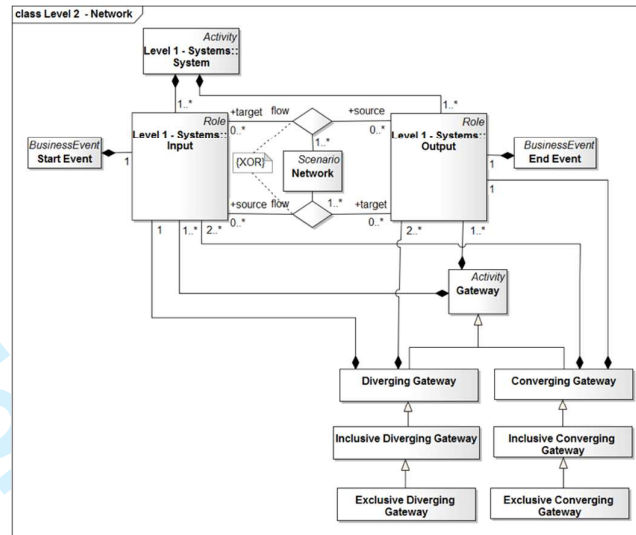 class Level 2 - Network
Activity
Level 1 - Systems::
System
1..*
1..*
Role
Level 1 - Systems::
Input
+target
flow
+source
0..*
0..*
1..*
Role
Level 1 - Systems::
Output
BusinessEvent
Start Event
1
{XOR}
Scenario
Network
BusinessEvent
End Event
1
+source
flow
1..*
+target
0..*
0..*
1
1
1..*
2..*
2..*
1..*
Activity
Gateway
Diverging Gateway
Converging Gateway
Inclusive Diverging Gateway
Inclusive Converging
Gateway
Exclusive Diverging
Gateway
Exclusive Converging
Gateway